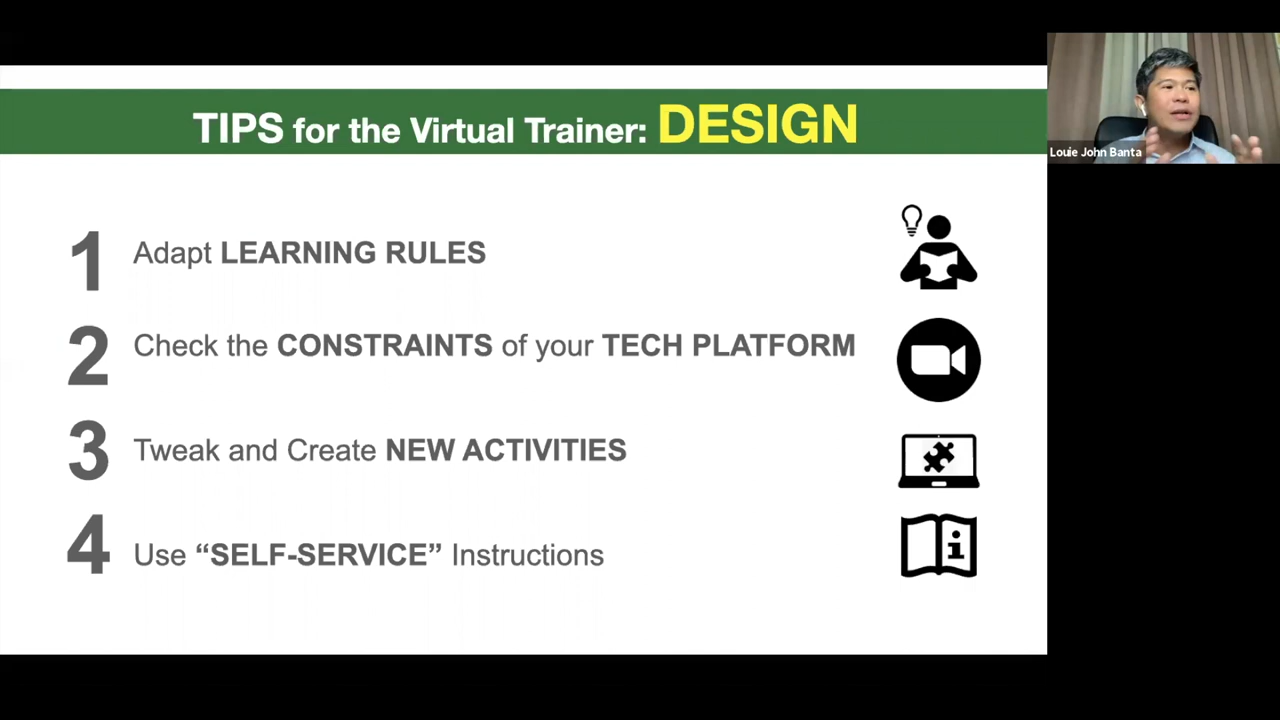 TIPS for the Virtual Trainer: DESIGN
1 Adapt LEARNING RULES
2 Check the CONSTRAINTS of your TECH PLATFORM
3 Tweak and Create NEW ACTIVITIES
4 Use “SELF-SERVICE” Instructions
Louie John Banta